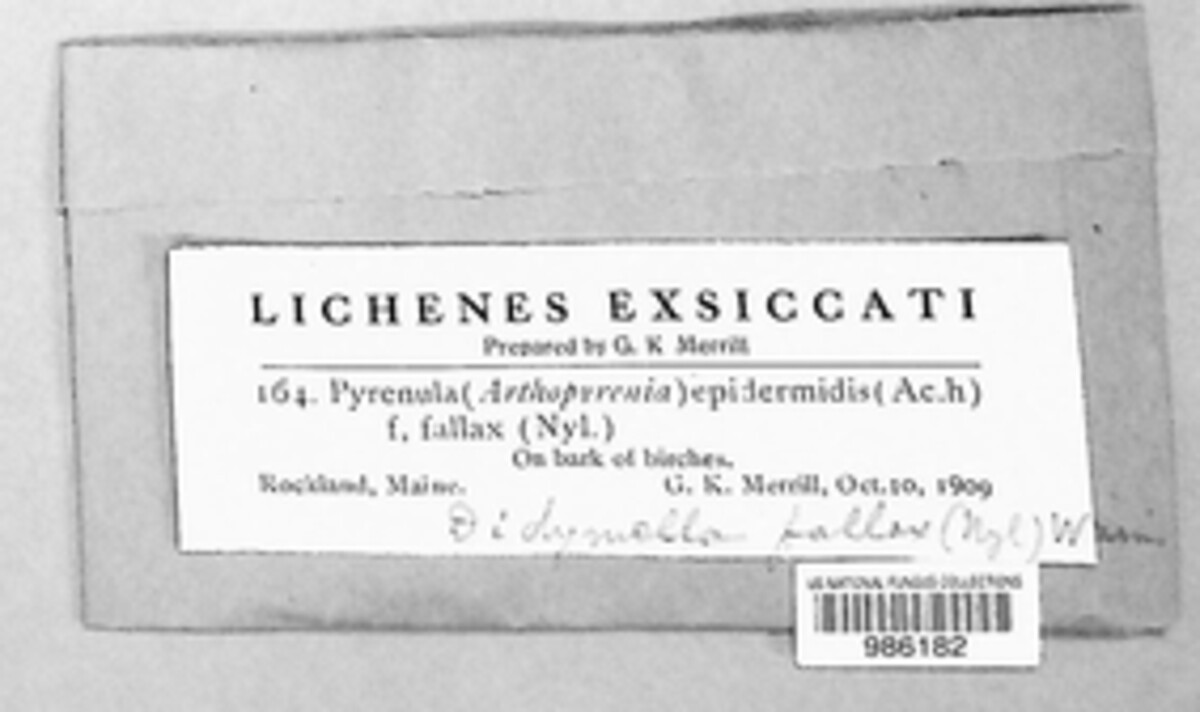 LICHENES EXSICCATI
Prepared by G. K Merrill
164. Pyrenula (Arthopyrenia) epidermidis (Ac.h)
f. fallax (Nyl.)
On bark of birches.
Rockland, Maine. G. K. Merrill, Oct.10, 1909
Didymella fallax (Nyl)
US NATIONAL FUNGUS COLLECTIONS
986182